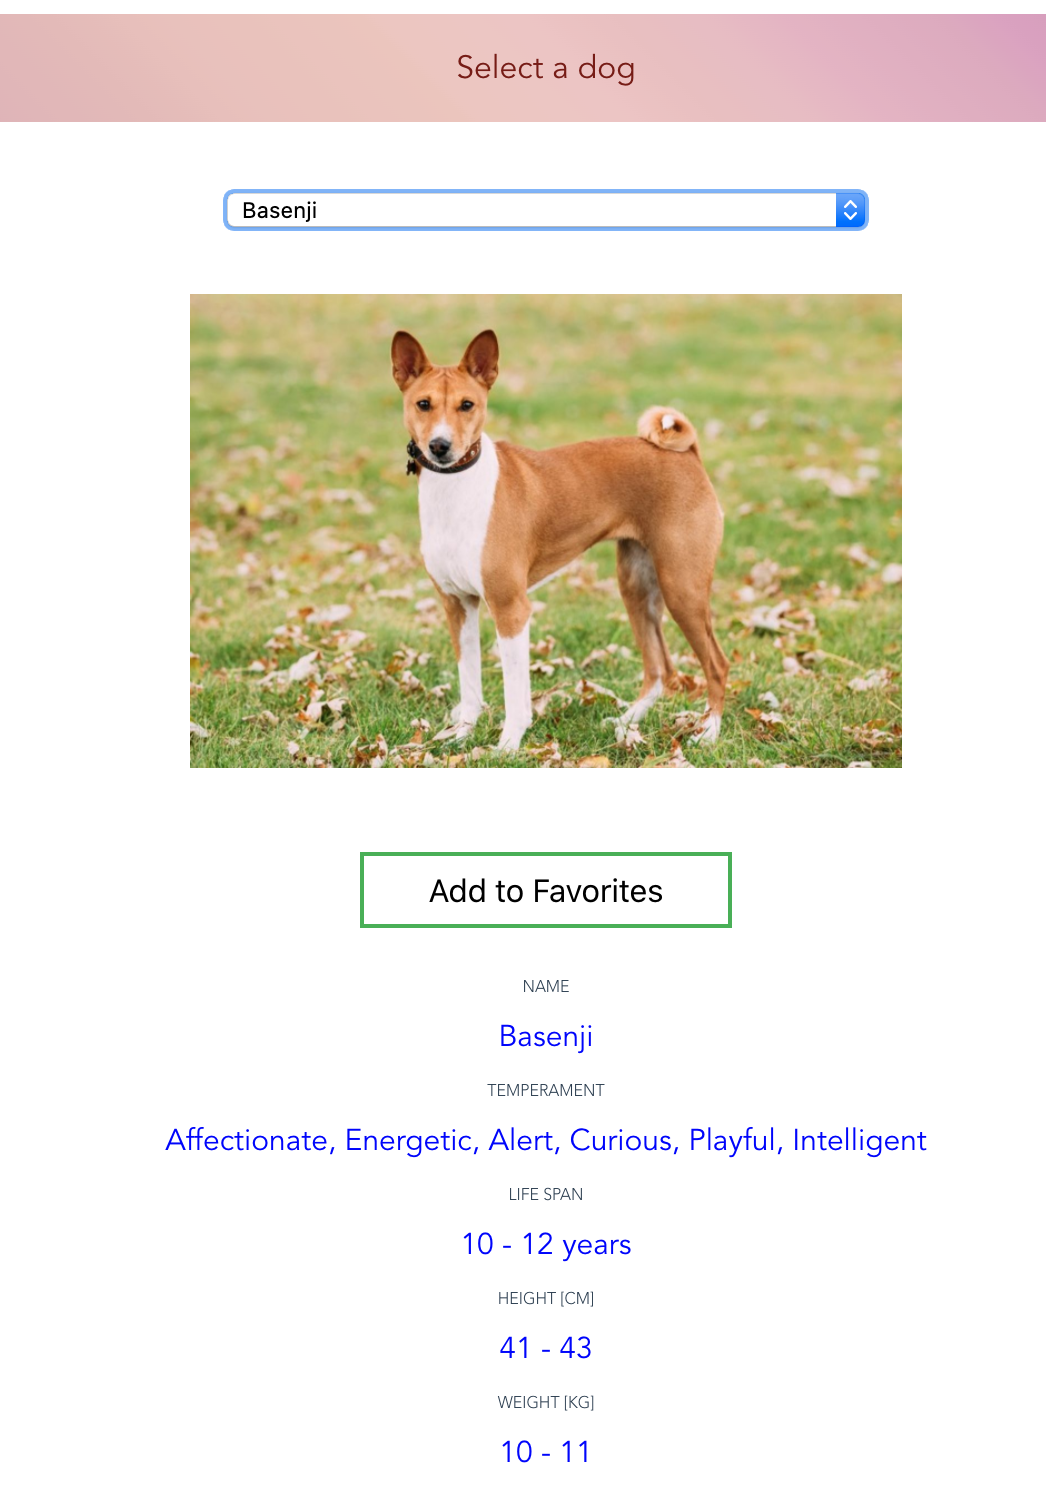 Select a dog
Basenji
Add to Favorites
NAME
Basenji
TEMPERAMENT
Affectionate, Energetic, Alert, Curious, Playful, Intelligent
LIFE SPAN
10 - 12 years
HEIGHT [CM]
41 - 43
WEIGHT [KG]
10 - 11